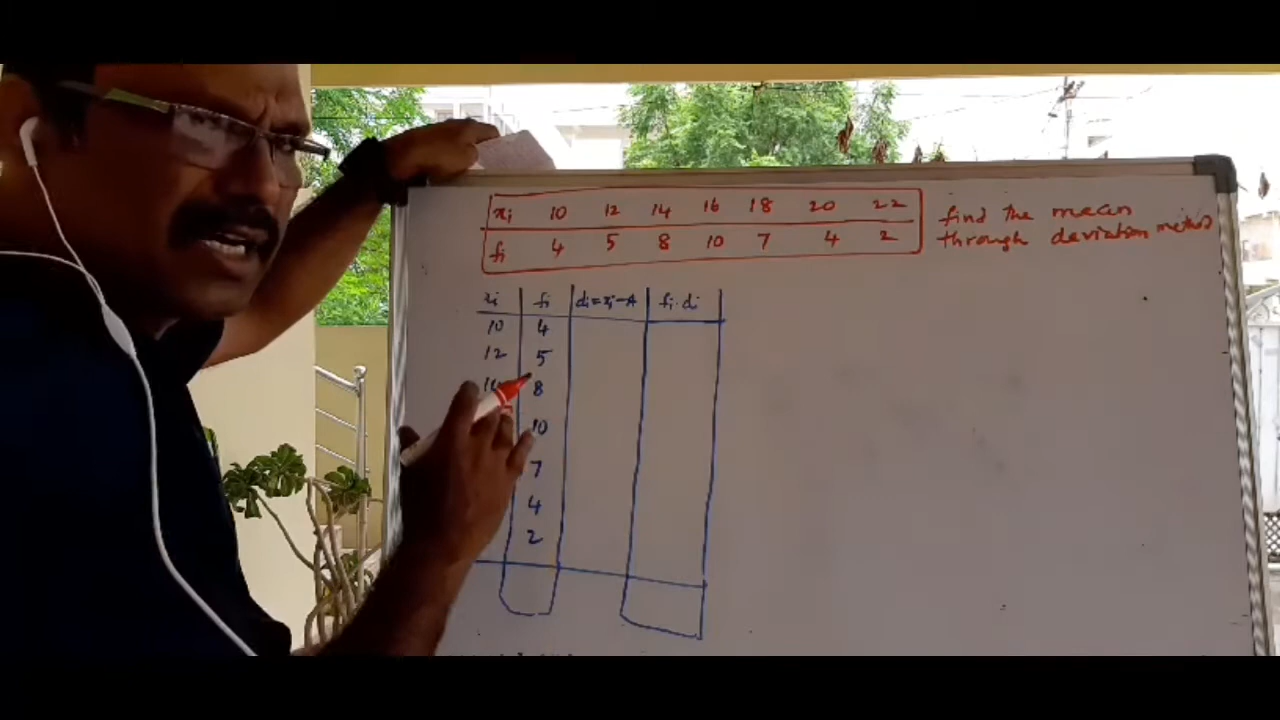 xi 10 12 14 16 18 20 22
fi 4 5 8 10 7 4 2
find the mean
through deviation method
xi fi di=xi-A fi.di
10 4
12 5
8
10
7
4
2